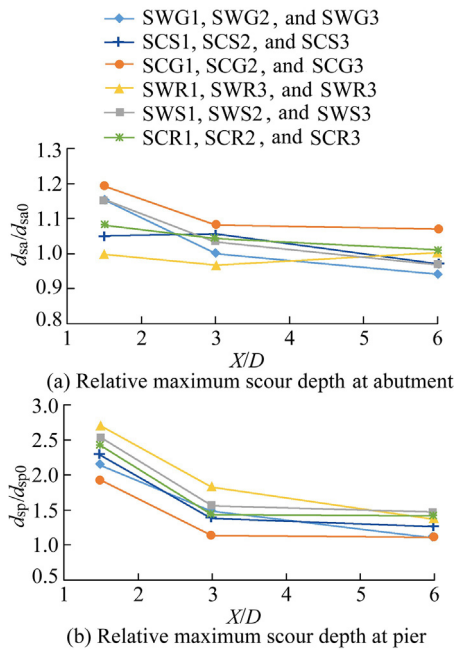 SWG1, SWG2, and SWG3
SCS1, SCS2, and SCS3
SCG1, SCG2, and SCG3
SWR1, SWR3, and SWR3
SWS1, SWS2, and SWS3
SCR1, SCR2, and SCR3
1.3
1.2
1.1
1.0
0.9
0.8
dsa/dsa0
1 2 3 4 5 6
X/D
(a) Relative maximum scour depth at abutment
3.0
2.5
2.0
1.5
1.0
0.5
dsp/dsp0
1 2 3 4 5 6
X/D
(b) Relative maximum scour depth at pier